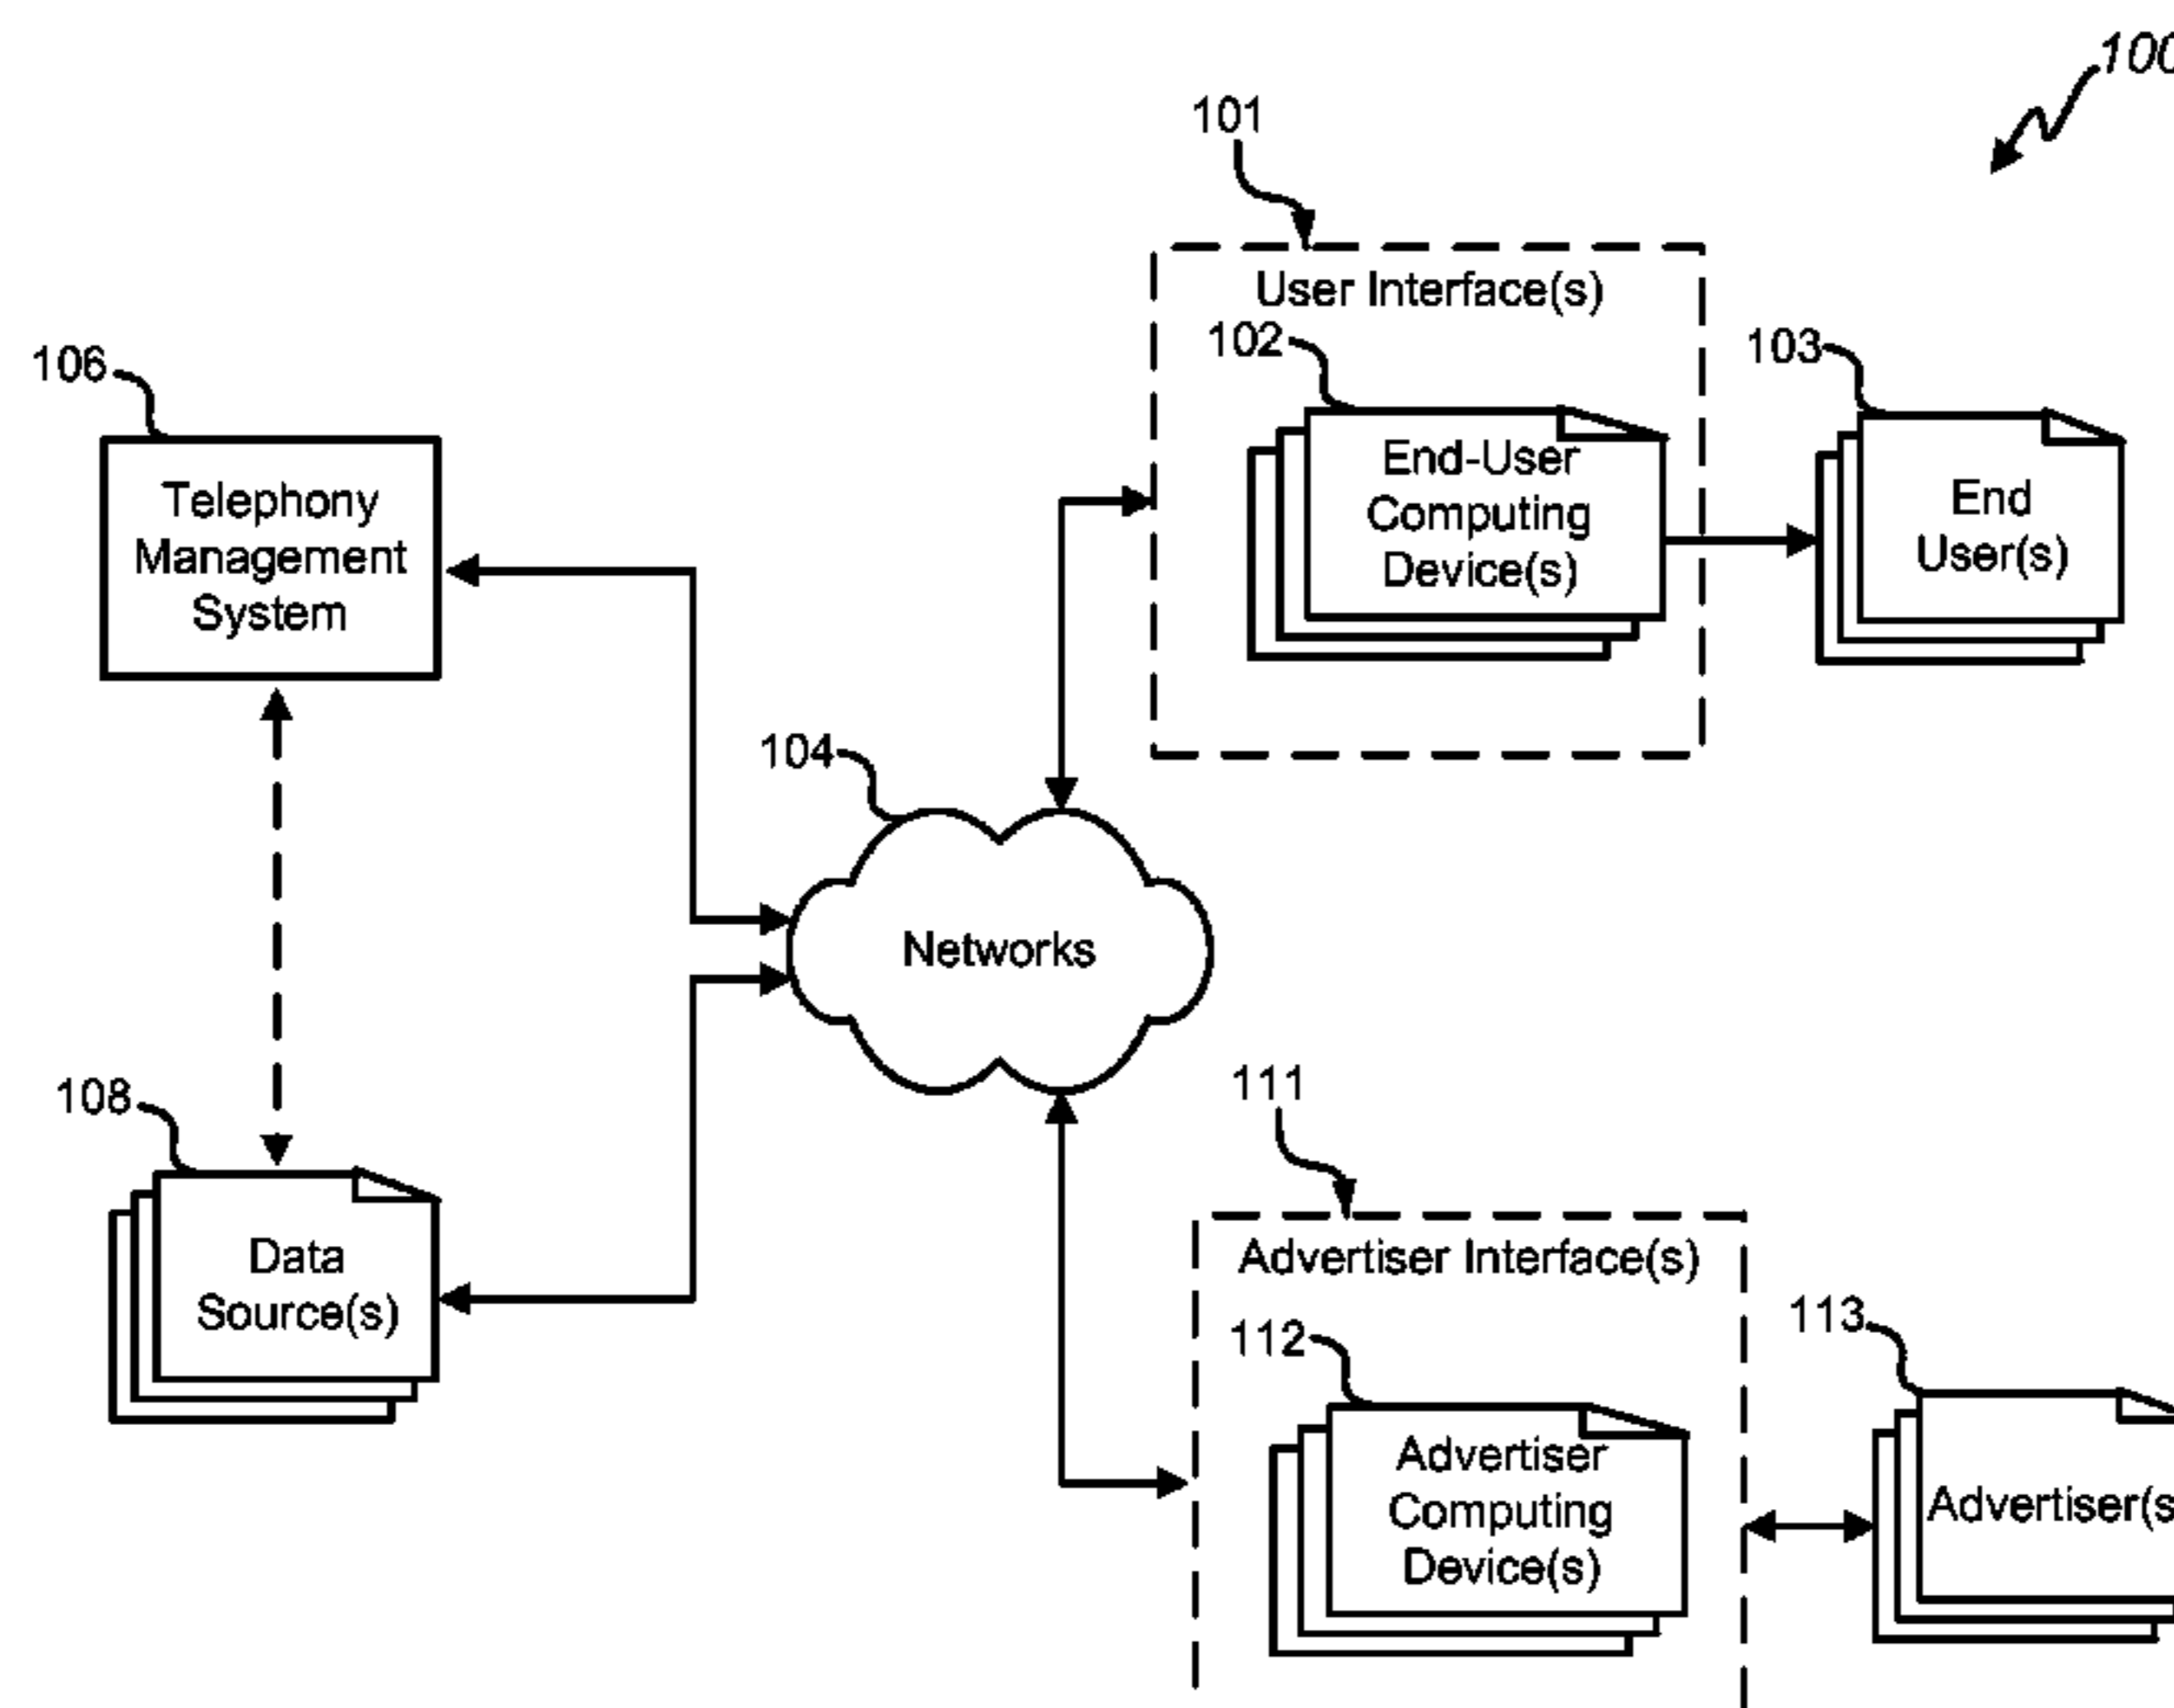 100
101
User Interface(s)
102
103
106
End-User
Computing
Device(s)
End
User(s)
Telephony
Management
System
104
Networks
108
111
Data
Source(s)
Advertiser Interface(s)
112
113
Advertiser
Computing
Device(s)
Advertiser(s